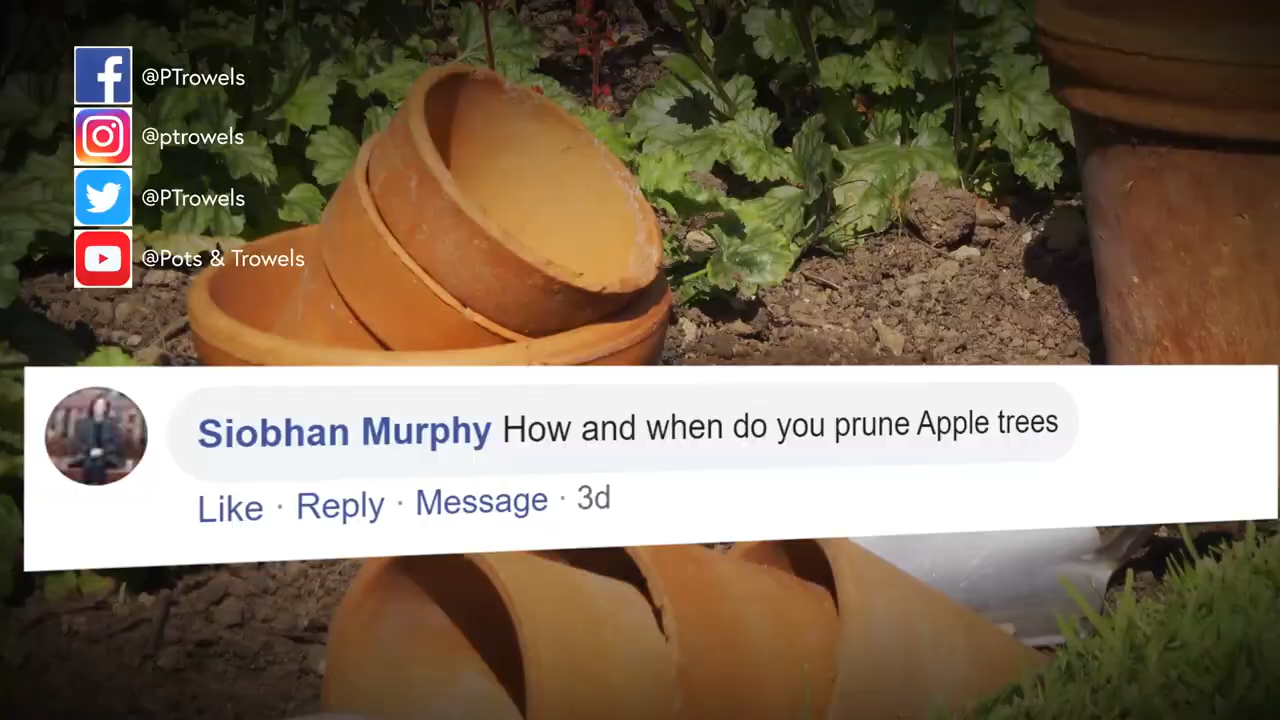 @PTrowels
@ptrowels
@PTrowels
@Pots & Trowels
Siobhan Murphy How and when do you prune Apple trees
Like · Reply · Message · 3d